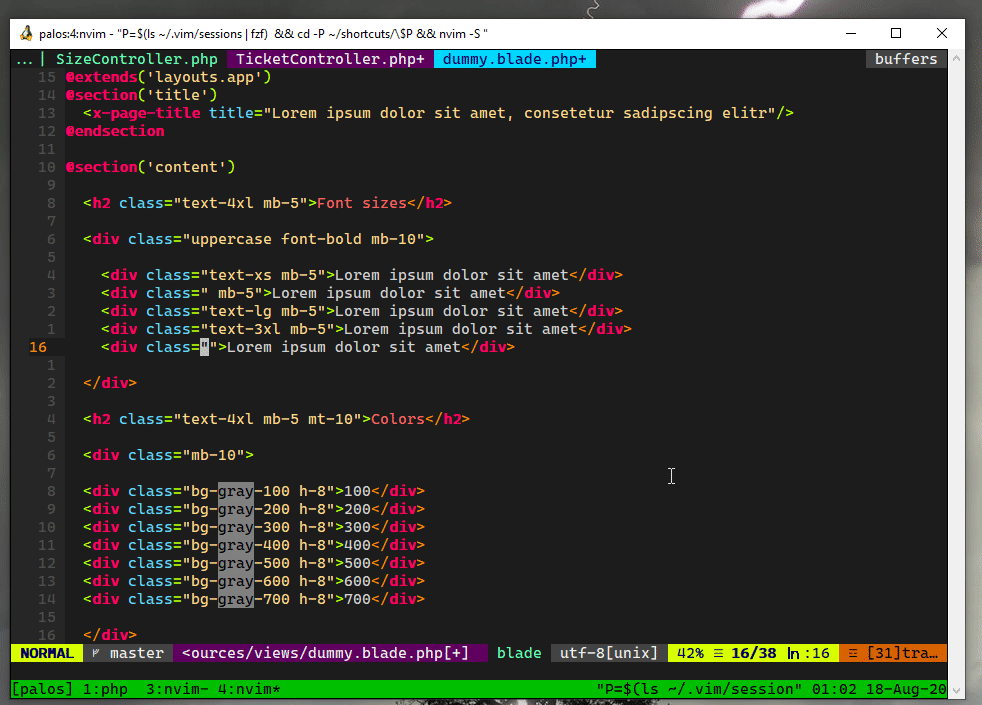 palos:4:nvim - "P=$(ls ~/.vim/sessions | fzf) && cd -P ~/shortcuts/\$P && nvim -S "
... | SizeController.php TicketController.php+ dummy.blade.php+ buffers
15 @extends('layouts.app')
14 @section('title')
13 <x-page-title title="Lorem ipsum dolor sit amet, consetetur sadipscing elitr"/>
12 @endsection
11
10 @section('content')
9
8 <h2 class="text-4xl mb-5">Font sizes</h2>
7
6 <div class="uppercase font-bold mb-10">
5
4 <div class="text-xs mb-5">Lorem ipsum dolor sit amet</div>
3 <div class=" mb-5">Lorem ipsum dolor sit amet</div>
2 <div class="text-lg mb-5">Lorem ipsum dolor sit amet</div>
1 <div class="text-3xl mb-5">Lorem ipsum dolor sit amet</div>
16 <div class="">Lorem ipsum dolor sit amet</div>
1
2 </div>
3
4 <h2 class="text-4xl mb-5 mt-10">Colors</h2>
5
6 <div class="mb-10">
7
8 <div class="bg-gray-100 h-8">100</div>
9 <div class="bg-gray-200 h-8">200</div>
10 <div class="bg-gray-300 h-8">300</div>
11 <div class="bg-gray-400 h-8">400</div>
12 <div class="bg-gray-500 h-8">500</div>
13 <div class="bg-gray-600 h-8">600</div>
14 <div class="bg-gray-700 h-8">700</div>
15
16 </div>
NORMAL master <ources/views/dummy.blade.php[+] blade utf-8[unix] 42% ☰ 16/38 ln :16 ☲ [31]tra…
[palos] 1:php 3:nvim- 4:nvim* "P=$(ls ~/.vim/session" 01:02 18-Aug-20